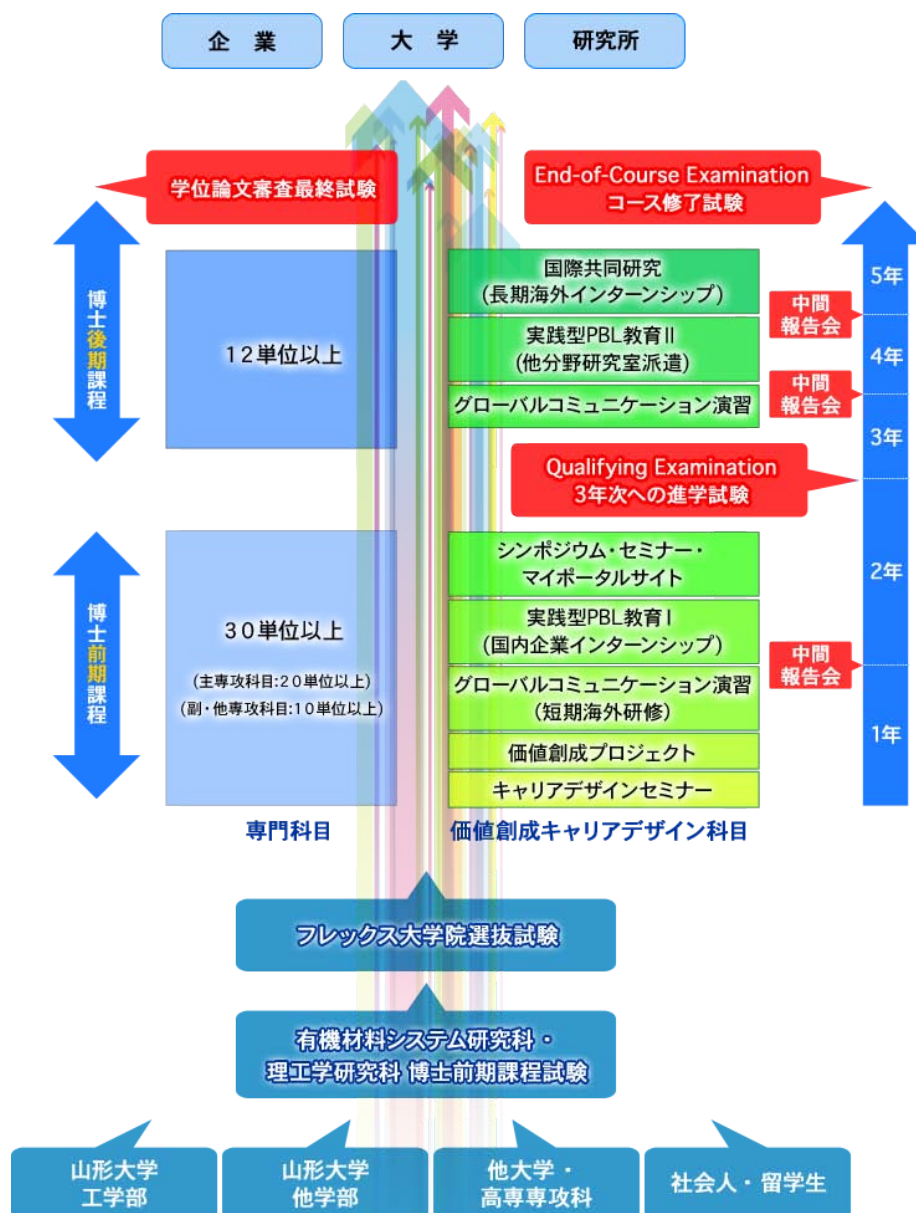 企 業
大 学
研究所
学位論文審査最終試験
End-of-Course Examination
コース修了試験
博士後期課程
12単位以上
国際共同研究
(長期海外インターンシップ)
実践型PBL教育Ⅱ
(他分野研究室派遣)
グローバルコミュニケーション演習
中間
報告会
中間
報告会
5年
4年
3年
Qualifying Examination
3年次への進学試験
博士前期課程
30単位以上
(主専攻科目:20単位以上)
(副・他専攻科目:10単位以上)
シンポジウム・セミナー・
マイポータルサイト
実践型PBL教育Ⅰ
(国内企業インターンシップ)
グローバルコミュニケーション演習
(短期海外研修)
価値創成プロジェクト
キャリアデザインセミナー
中間
報告会
2年
1年
専門科目
価値創成キャリアデザイン科目
フレックス大学院選抜試験
有機材料システム研究科・
理工学研究科 博士前期課程試験
山形大学
工学部
山形大学
他学部
他大学・
高専専攻科
社会人・留学生